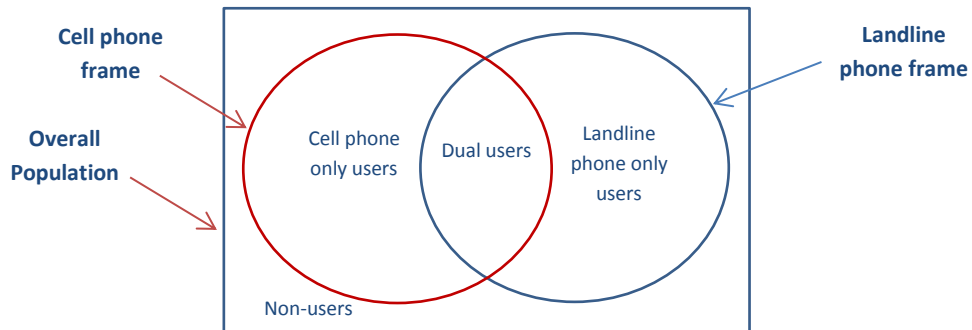 Cell phone
frame
Landline
phone frame
Overall
Population
Cell phone
only users
Dual users
Landline
phone only
users
Non-users